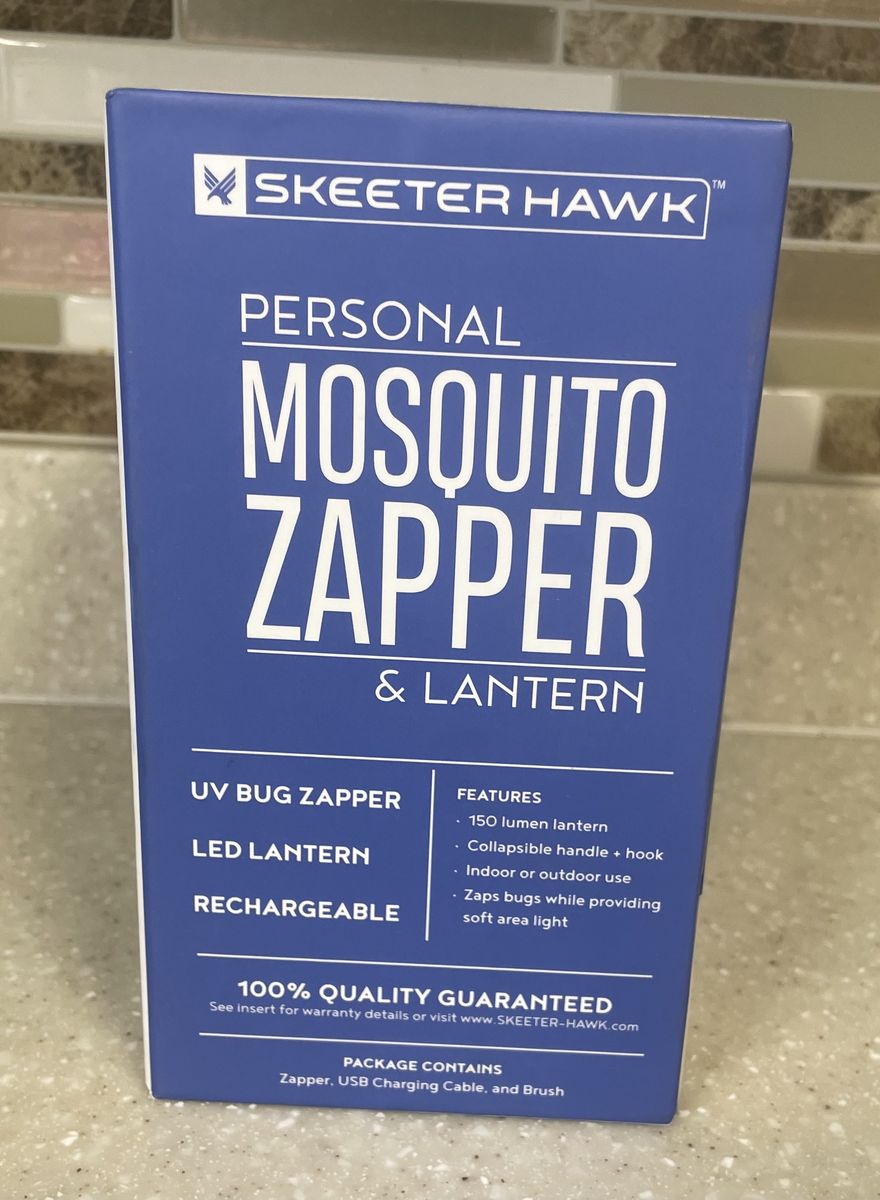 SKEETER HAWK™
PERSONAL
MOSQUITO
ZAPPER
& LANTERN
UV BUG ZAPPER
LED LANTERN
RECHARGEABLE
FEATURES
· 150 lumen lantern
· Collapsible handle + hook
· Indoor or outdoor use
· Zaps bugs while providing
soft area light
100% QUALITY GUARANTEED
See insert for warranty details or visit www.SKEETER-HAWK.com
PACKAGE CONTAINS
Zapper, USB Charging Cable, and Brush